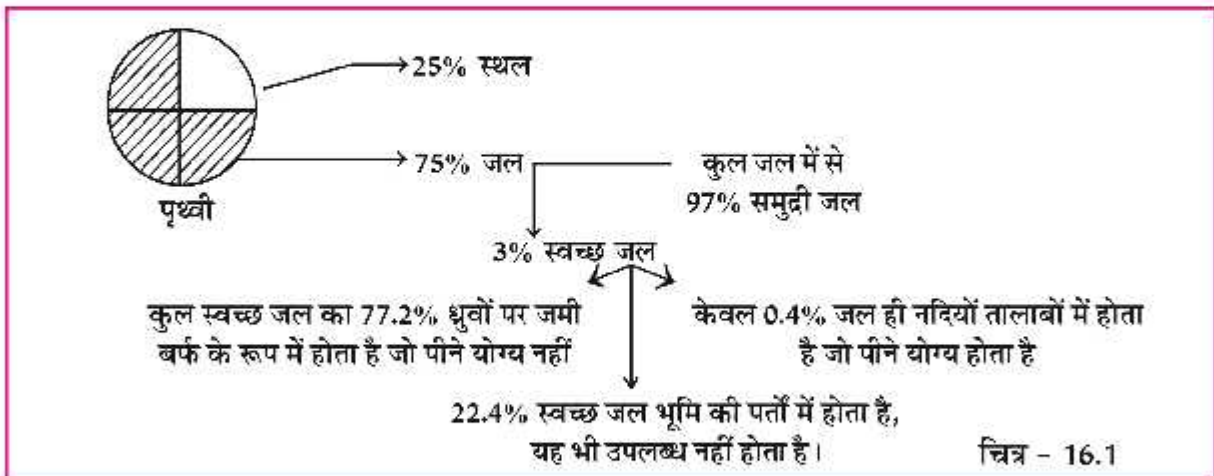 25% स्थल
75% जल
कुल जल में से
97% समुद्री जल
पृथ्वी
3% स्वच्छ जल
कुल स्वच्छ जल का 77.2% ध्रुवों पर जमी
बर्फ के रूप में होता है जो पीने योग्य नहीं
केवल 0.4% जल ही नदियों तालाबों में होता
है जो पीने योग्य होता है
22.4% स्वच्छ जल भूमि की पर्तों में होता है,
यह भी उपलब्ध नहीं होता है।
चित्र - 16.1